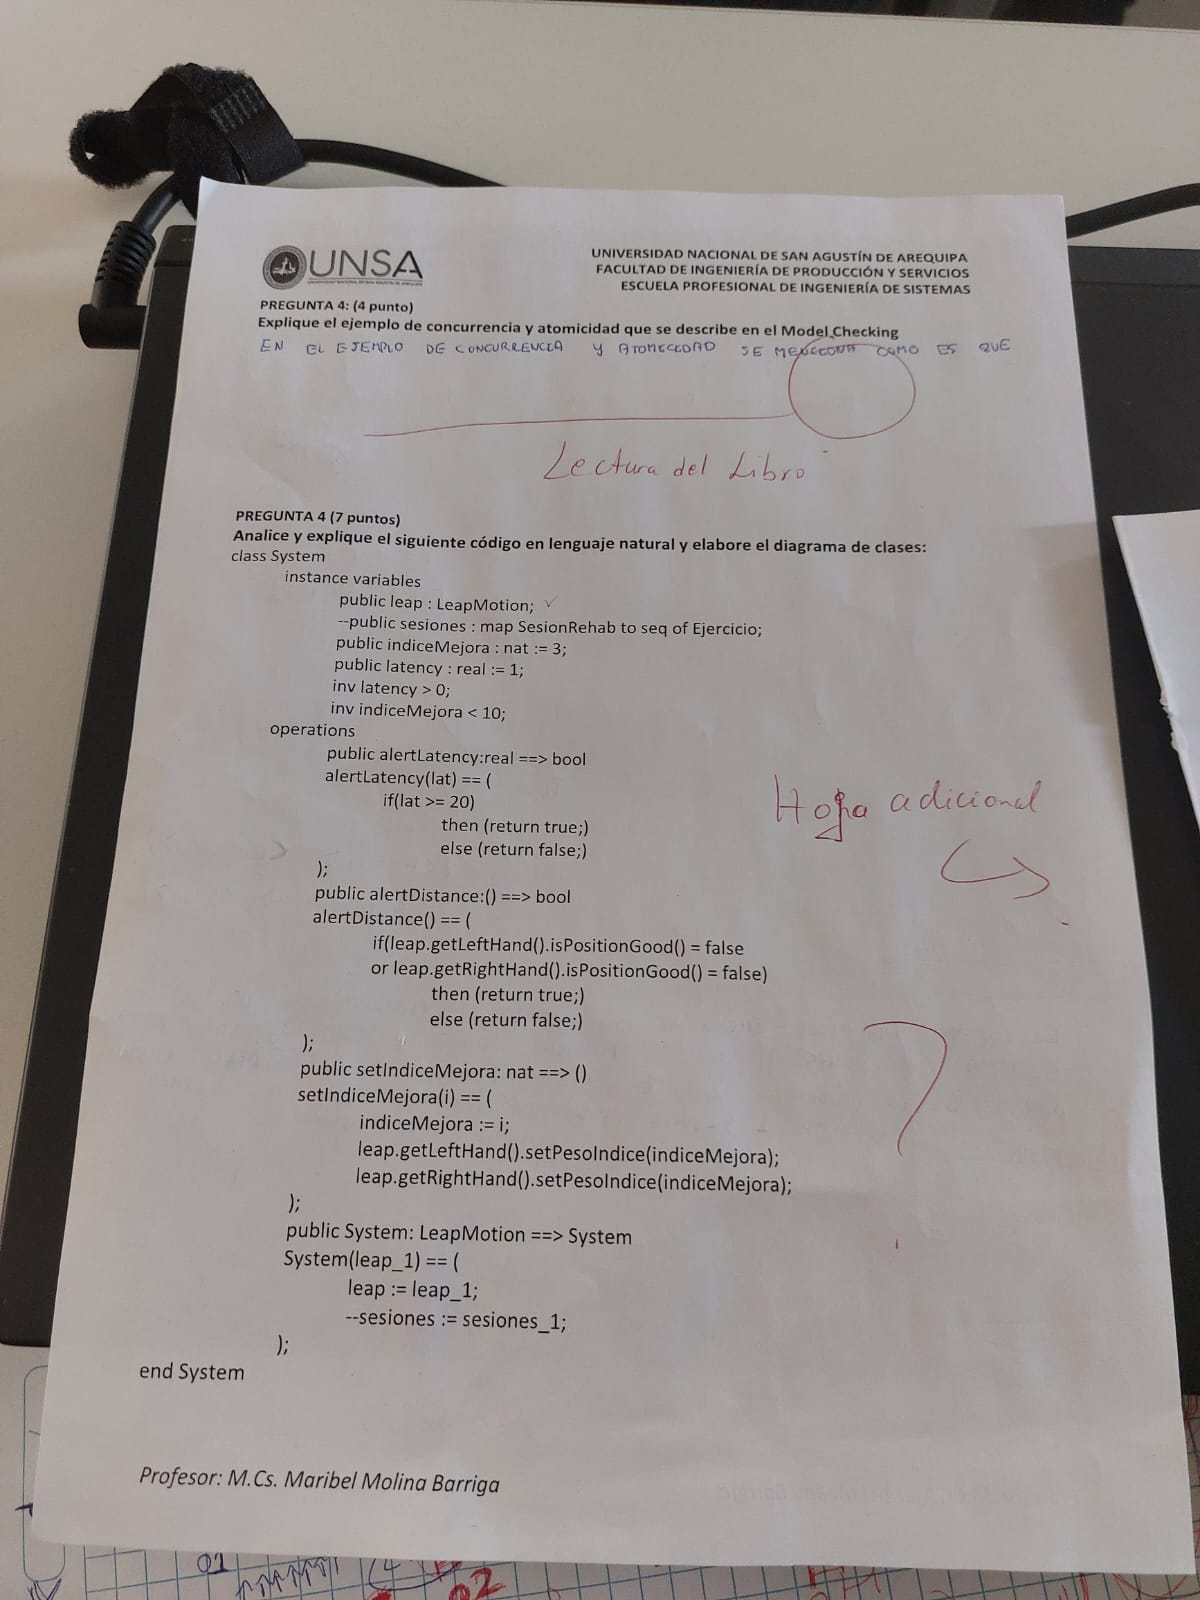 UNSA
UNIVERSIDAD NACIONAL DE SAN AGUSTÍN DE AREQUIPA
FACULTAD DE INGENIERÍA DE PRODUCCIÓN Y SERVICIOS
ESCUELA PROFESIONAL DE INGENIERÍA DE SISTEMAS
PREGUNTA 4: (4 punto)
Explique el ejemplo de concurrencia y atomicidad que se describe en el Model Checking
EN EL EJEMPLO DE CONCURRENCIA Y ATOMICIDAD SE MENCIONA COMO ES QUE
Lectura del Libro
PREGUNTA 4 (7 puntos)
Analice y explique el siguiente código en lenguaje natural y elabore el diagrama de clases:
class System
instance variables
public leap : LeapMotion;
--public sesiones : map SesionRehab to seq of Ejercicio;
public indiceMejora : nat := 3;
public latency : real := 1;
inv latency > 0;
inv indiceMejora < 10;
operations
public alertLatency:real ==> bool
alertLatency(lat) == (
if(lat >= 20)
then (return true;)
else (return false;)
);
Hoja adicional
public alertDistance:() ==> bool
alertDistance() == (
if(leap.getLeftHand().isPositionGood() = false
or leap.getRightHand().isPositionGood() = false)
then (return true;)
else (return false;)
);
public setIndiceMejora: nat ==> ()
setIndiceMejora(i) == (
indiceMejora := i;
leap.getLeftHand().setPesoIndice(indiceMejora);
leap.getRightHand().setPesoIndice(indiceMejora);
);
public System: LeapMotion ==> System
System(leap_1) == (
leap := leap_1;
--sesiones := sesiones_1;
);
end System
Profesor: M.Cs. Maribel Molina Barriga
01
02